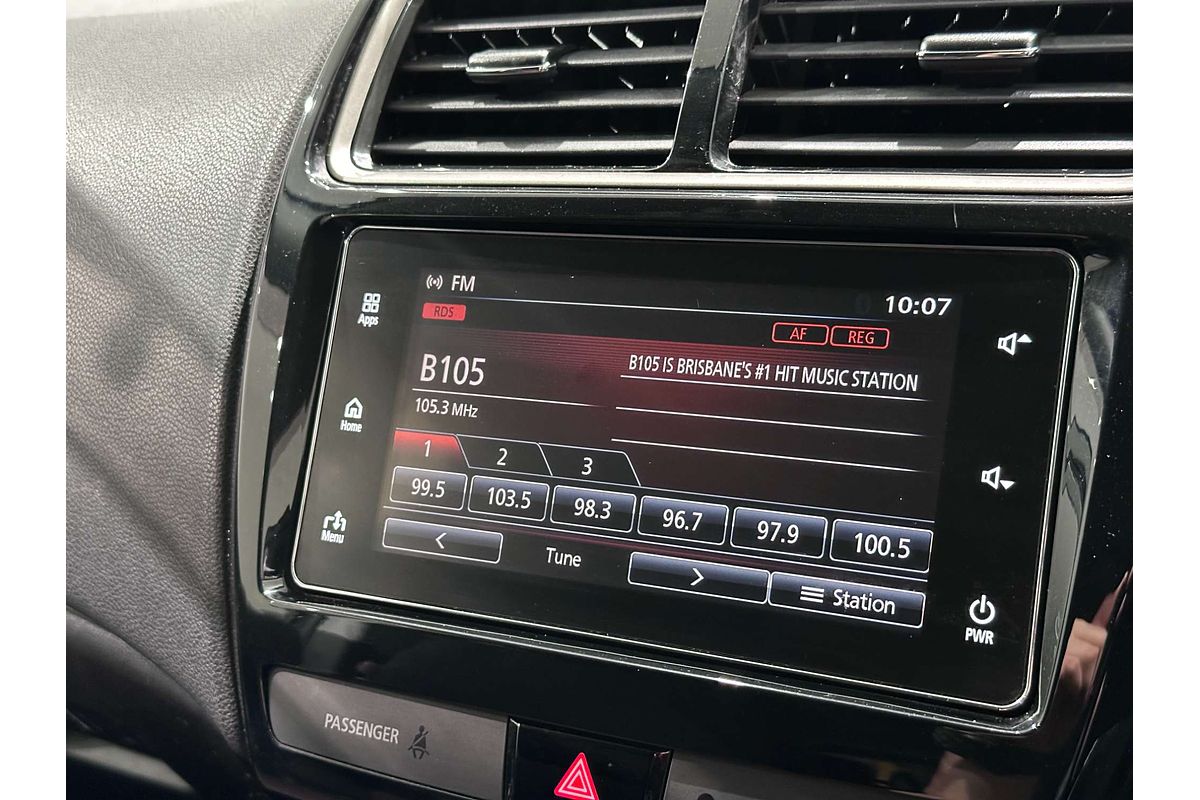 FM
10:07
RDS
AF REG
Apps
B105
B105 IS BRISBANE'S #1 HIT MUSIC STATION
105.3 MHz
Home
1 2 3
99.5 103.5 98.3 96.7 97.9 100.5
Menu
< Tune > Station
PWR
PASSENGER